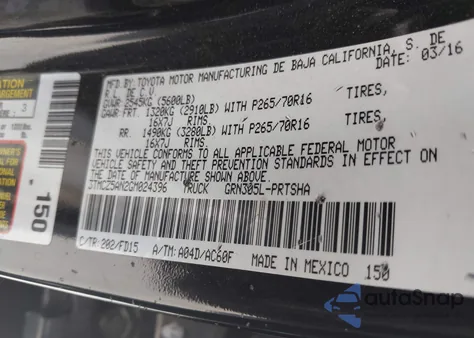 MFD.BY: TOYOTA MOTOR MANUFACTURING DE BAJA CALIFORNIA, S. DE
R. L. DE C. V. DATE: 03/16
GVWR: 2545KG (5600LB)
GAWR: FRT. 1320KG (2910LB) WITH P265/70R16 TIRES,
16X7J RIMS.
RR. 1490KG (3280LB) WITH P265/70R16 TIRES,
16X7J RIMS.
THIS VEHICLE CONFORMS TO ALL APPLICABLE FEDERAL MOTOR
VEHICLE SAFETY AND THEFT PREVENTION STANDARDS IN EFFECT ON
THE DATE OF MANUFACTURE SHOWN ABOVE.
3TMCZ5AN2GM024396 TRUCK GRN305L-PRTSHA
C/TR: 202/FD15 A/TM: A04D/AC60F MADE IN MEXICO 150
150
autoSnap